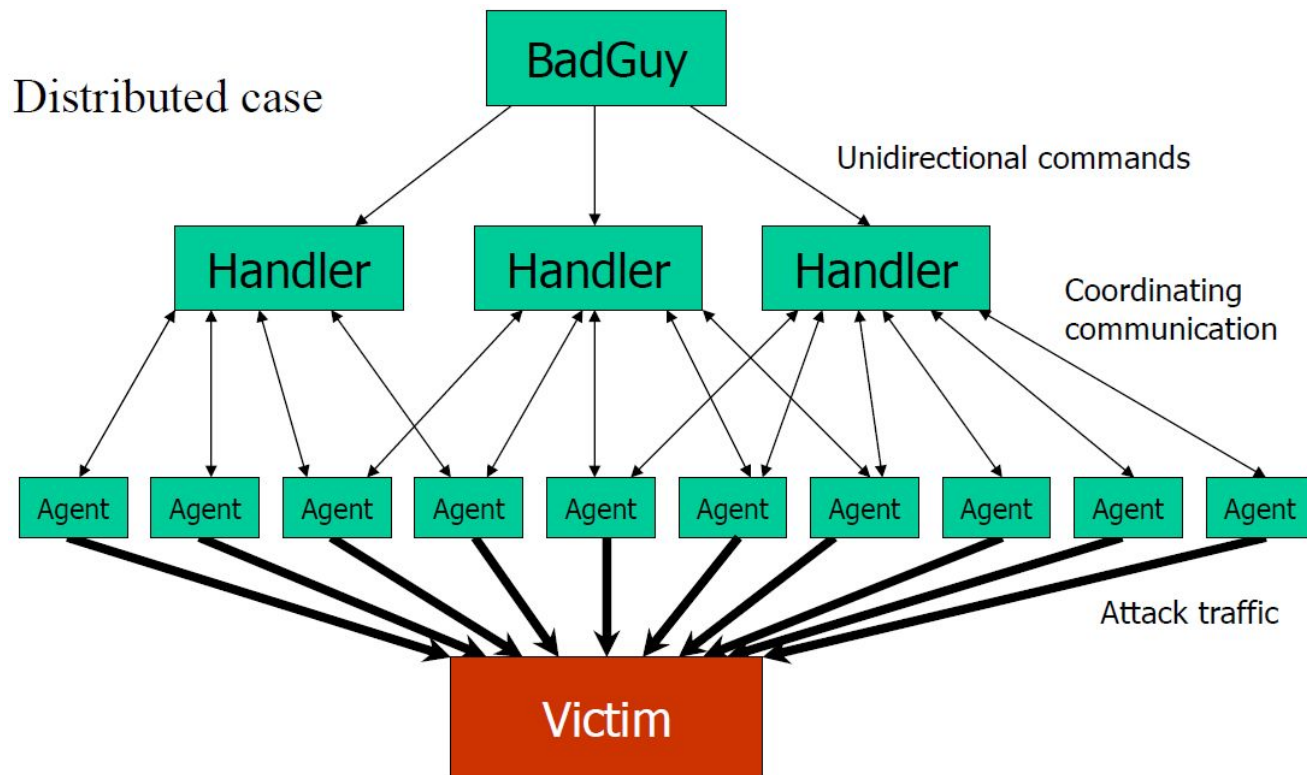 BadGuy
Distributed case
Unidirectional commands
Handler Handler Handler
Coordinating
communication
Agent Agent Agent Agent Agent Agent Agent Agent Agent Agent
Attack traffic
Victim